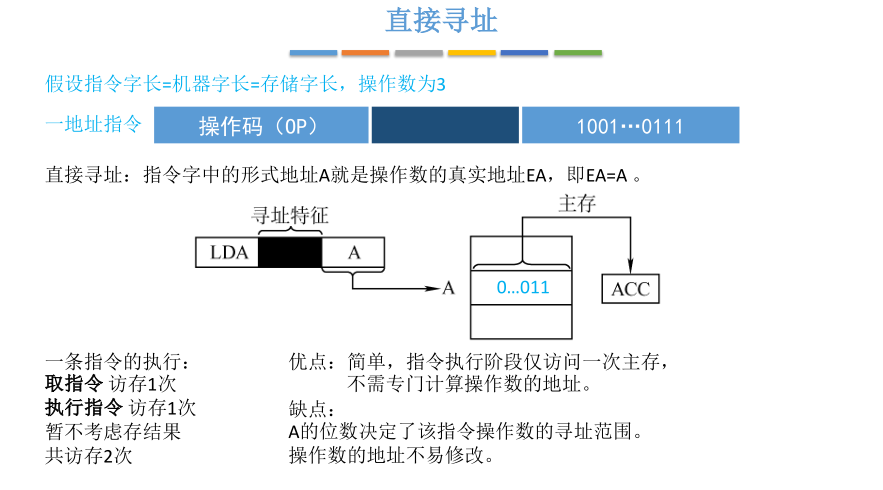 直接寻址
假设指令字长=机器字长=存储字长，操作数为3
一地址指令 操作码（OP） 1001…0111
直接寻址：指令字中的形式地址A就是操作数的真实地址EA，即EA=A 。
寻址特征
主存
LDA A
A 0…011 ACC
一条指令的执行：
取指令 访存1次
执行指令 访存1次
暂不考虑存结果
共访存2次
优点：简单，指令执行阶段仅访问一次主存，
不需专门计算操作数的地址。
缺点：
A的位数决定了该指令操作数的寻址范围。
操作数的地址不易修改。